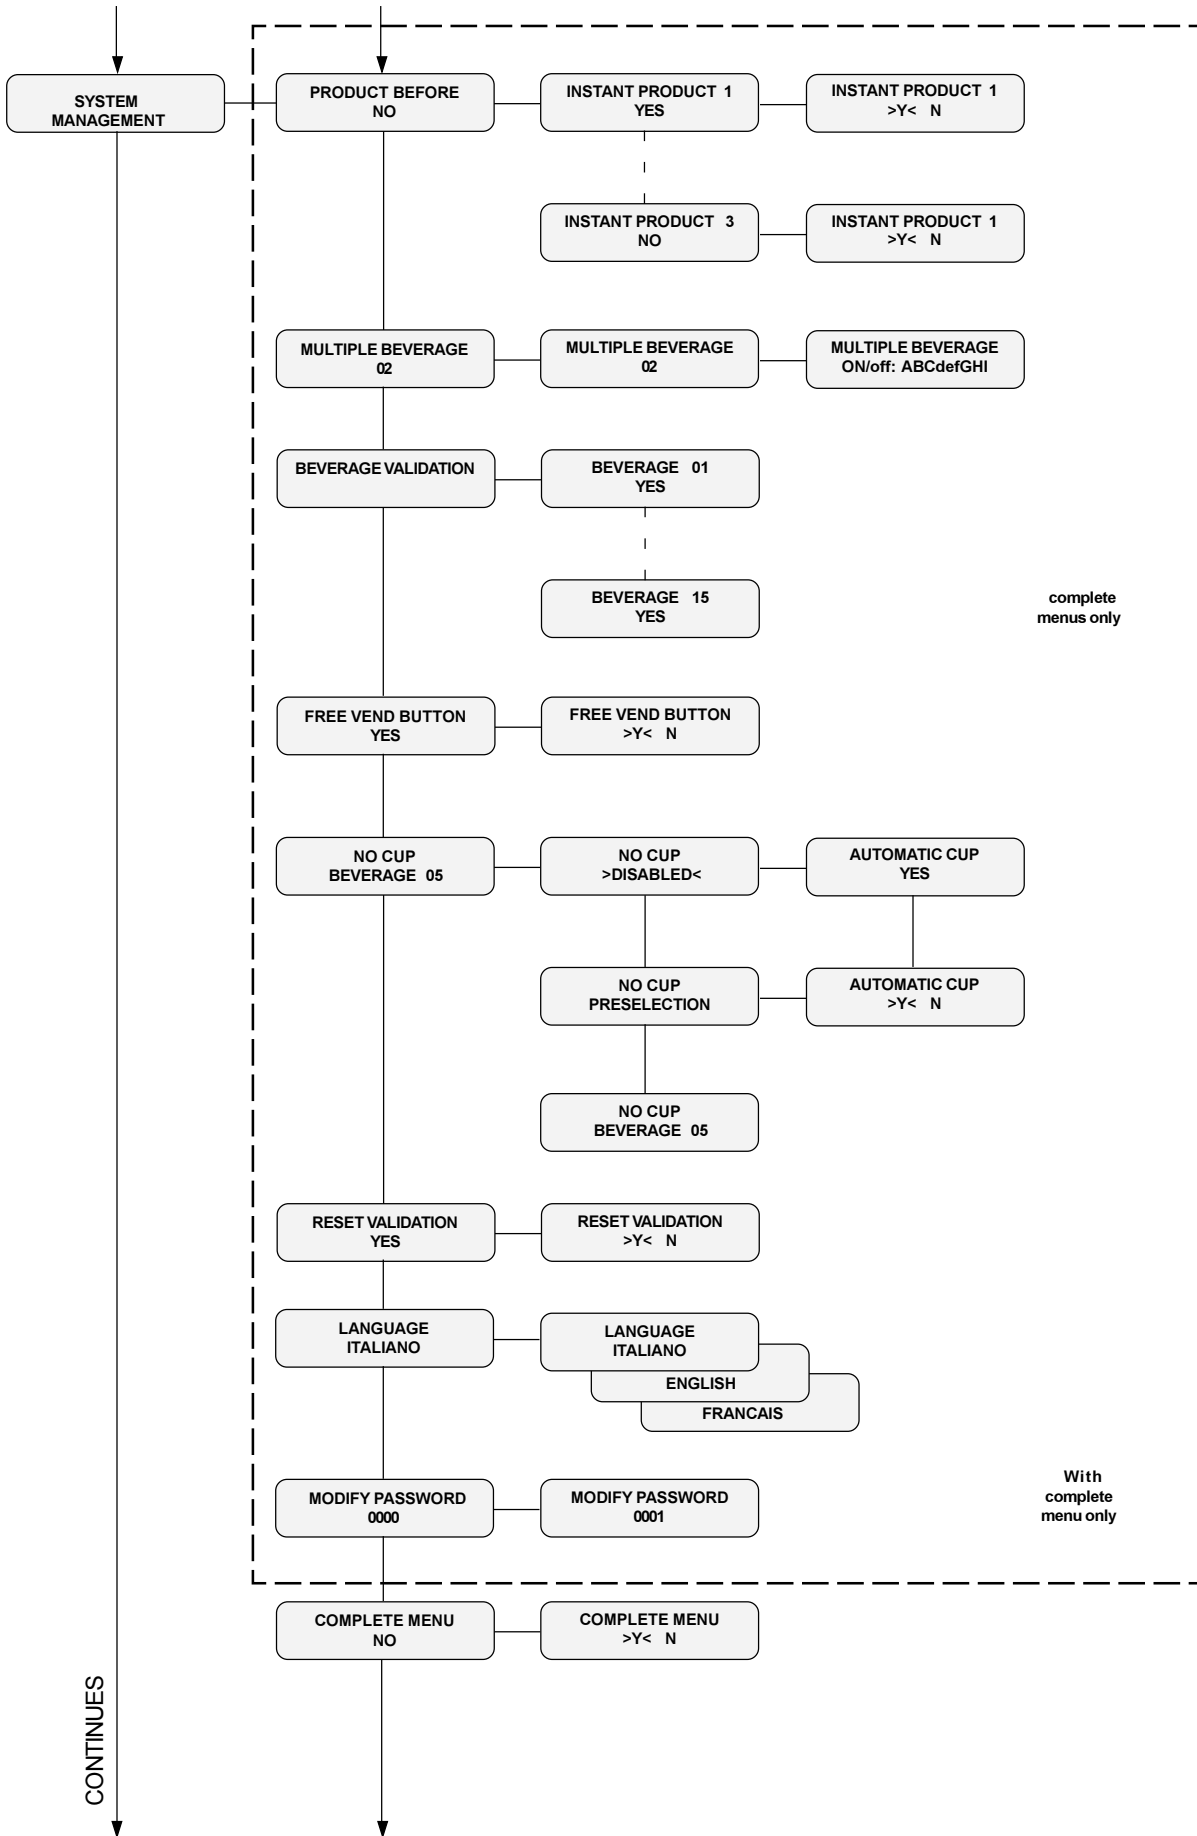 SYSTEM
MANAGEMENT
PRODUCT BEFORE
NO
INSTANT PRODUCT 1
YES
INSTANT PRODUCT 1
>Y< N
INSTANT PRODUCT 3
NO
INSTANT PRODUCT 1
>Y< N
MULTIPLE BEVERAGE
02
MULTIPLE BEVERAGE
02
MULTIPLE BEVERAGE
ON/off: ABCdefGHI
BEVERAGE VALIDATION
BEVERAGE 01
YES
BEVERAGE 15
YES
complete
menus only
FREE VEND BUTTON
YES
FREE VEND BUTTON
>Y< N
NO CUP
BEVERAGE 05
NO CUP
>DISABLED<
AUTOMATIC CUP
YES
NO CUP
PRESELECTION
AUTOMATIC CUP
>Y< N
NO CUP
BEVERAGE 05
RESET VALIDATION
YES
RESET VALIDATION
>Y< N
LANGUAGE
ITALIANO
LANGUAGE
ITALIANO
ENGLISH
FRANCAIS
MODIFY PASSWORD
0000
MODIFY PASSWORD
0001
With
complete
menu only
COMPLETE MENU
NO
COMPLETE MENU
>Y< N
CONTINUES